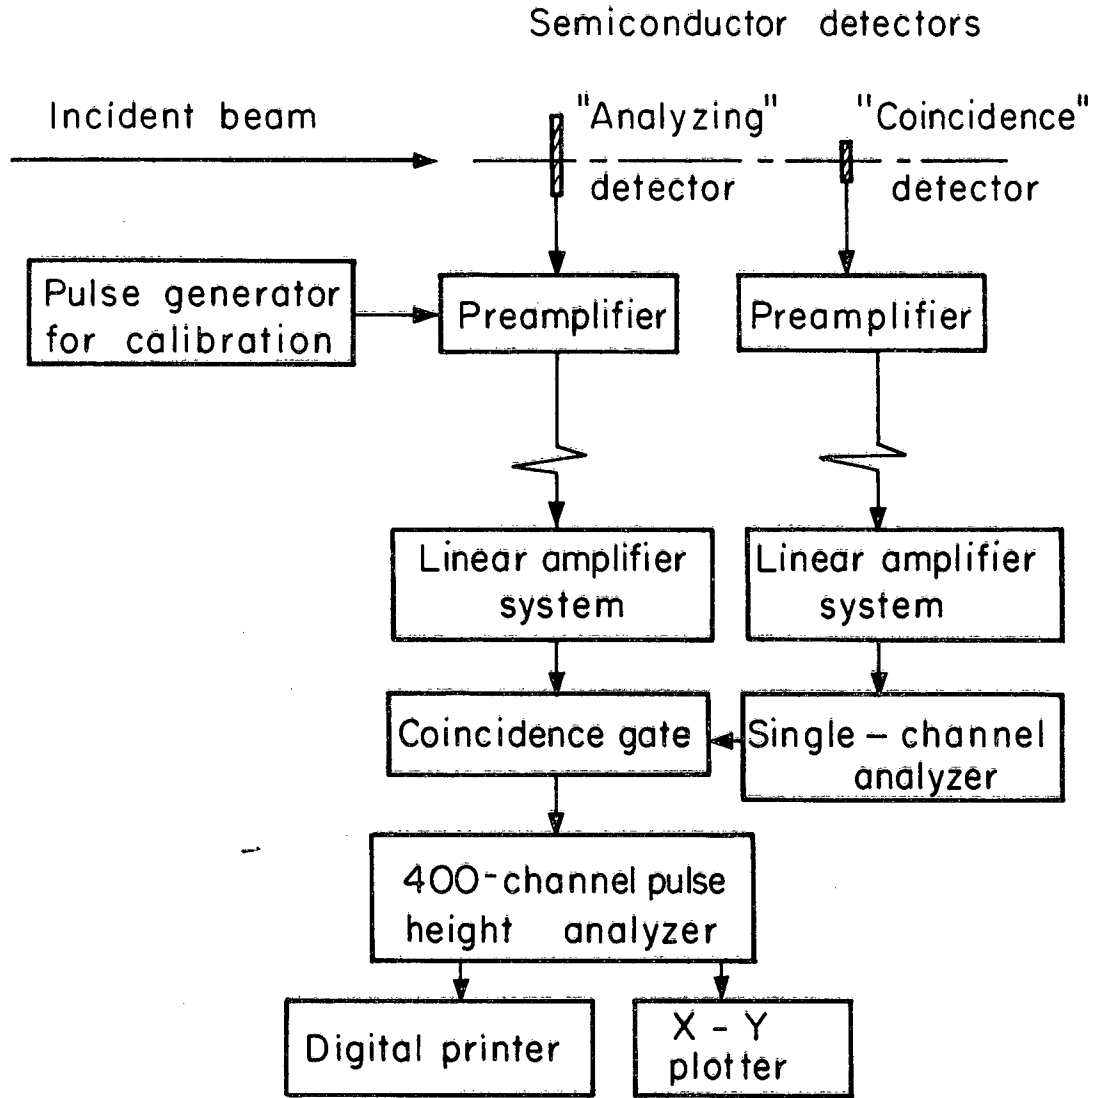 Semiconductor detectors
Incident beam
"Analyzing"
detector
"Coincidence"
detector
Pulse generator
for calibration
Preamplifier
Preamplifier
Linear amplifier
system
Linear amplifier
system
Coincidence gate
Single-channel
analyzer
400-channel pulse
height analyzer
Digital printer
X-Y
plotter